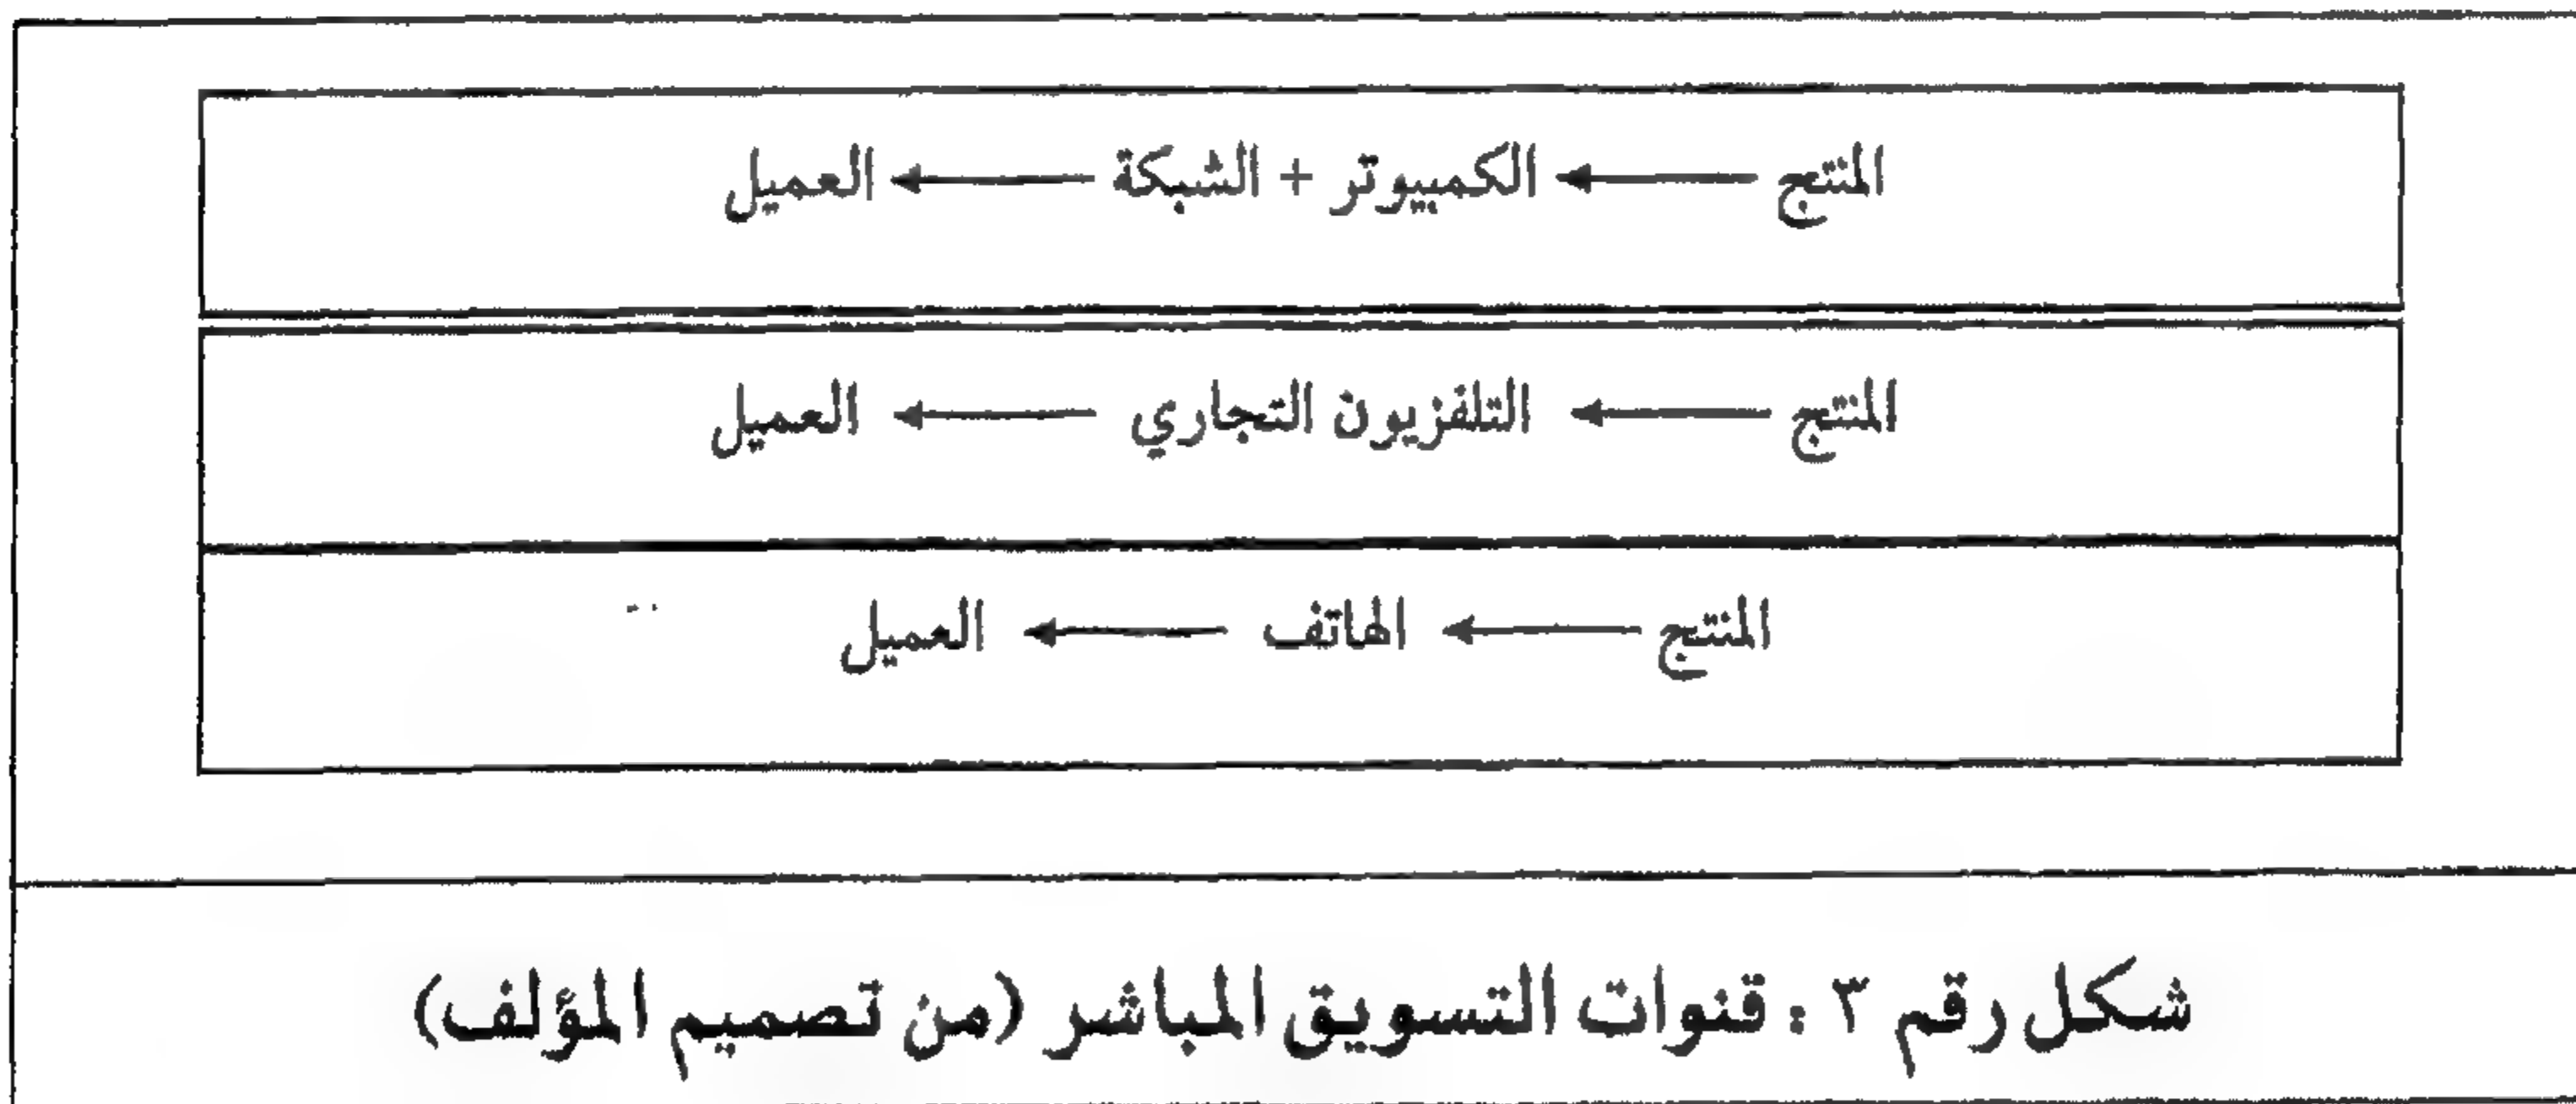 المنتج ← الكمبيوتر + الشبكة ← العميل
المنتج ← التلفزيون التجاري ← العميل
المنتج ← الهاتف ← العميل
شكل رقم ٣ : قنوات التسويق المباشر (من تصميم المؤلف)